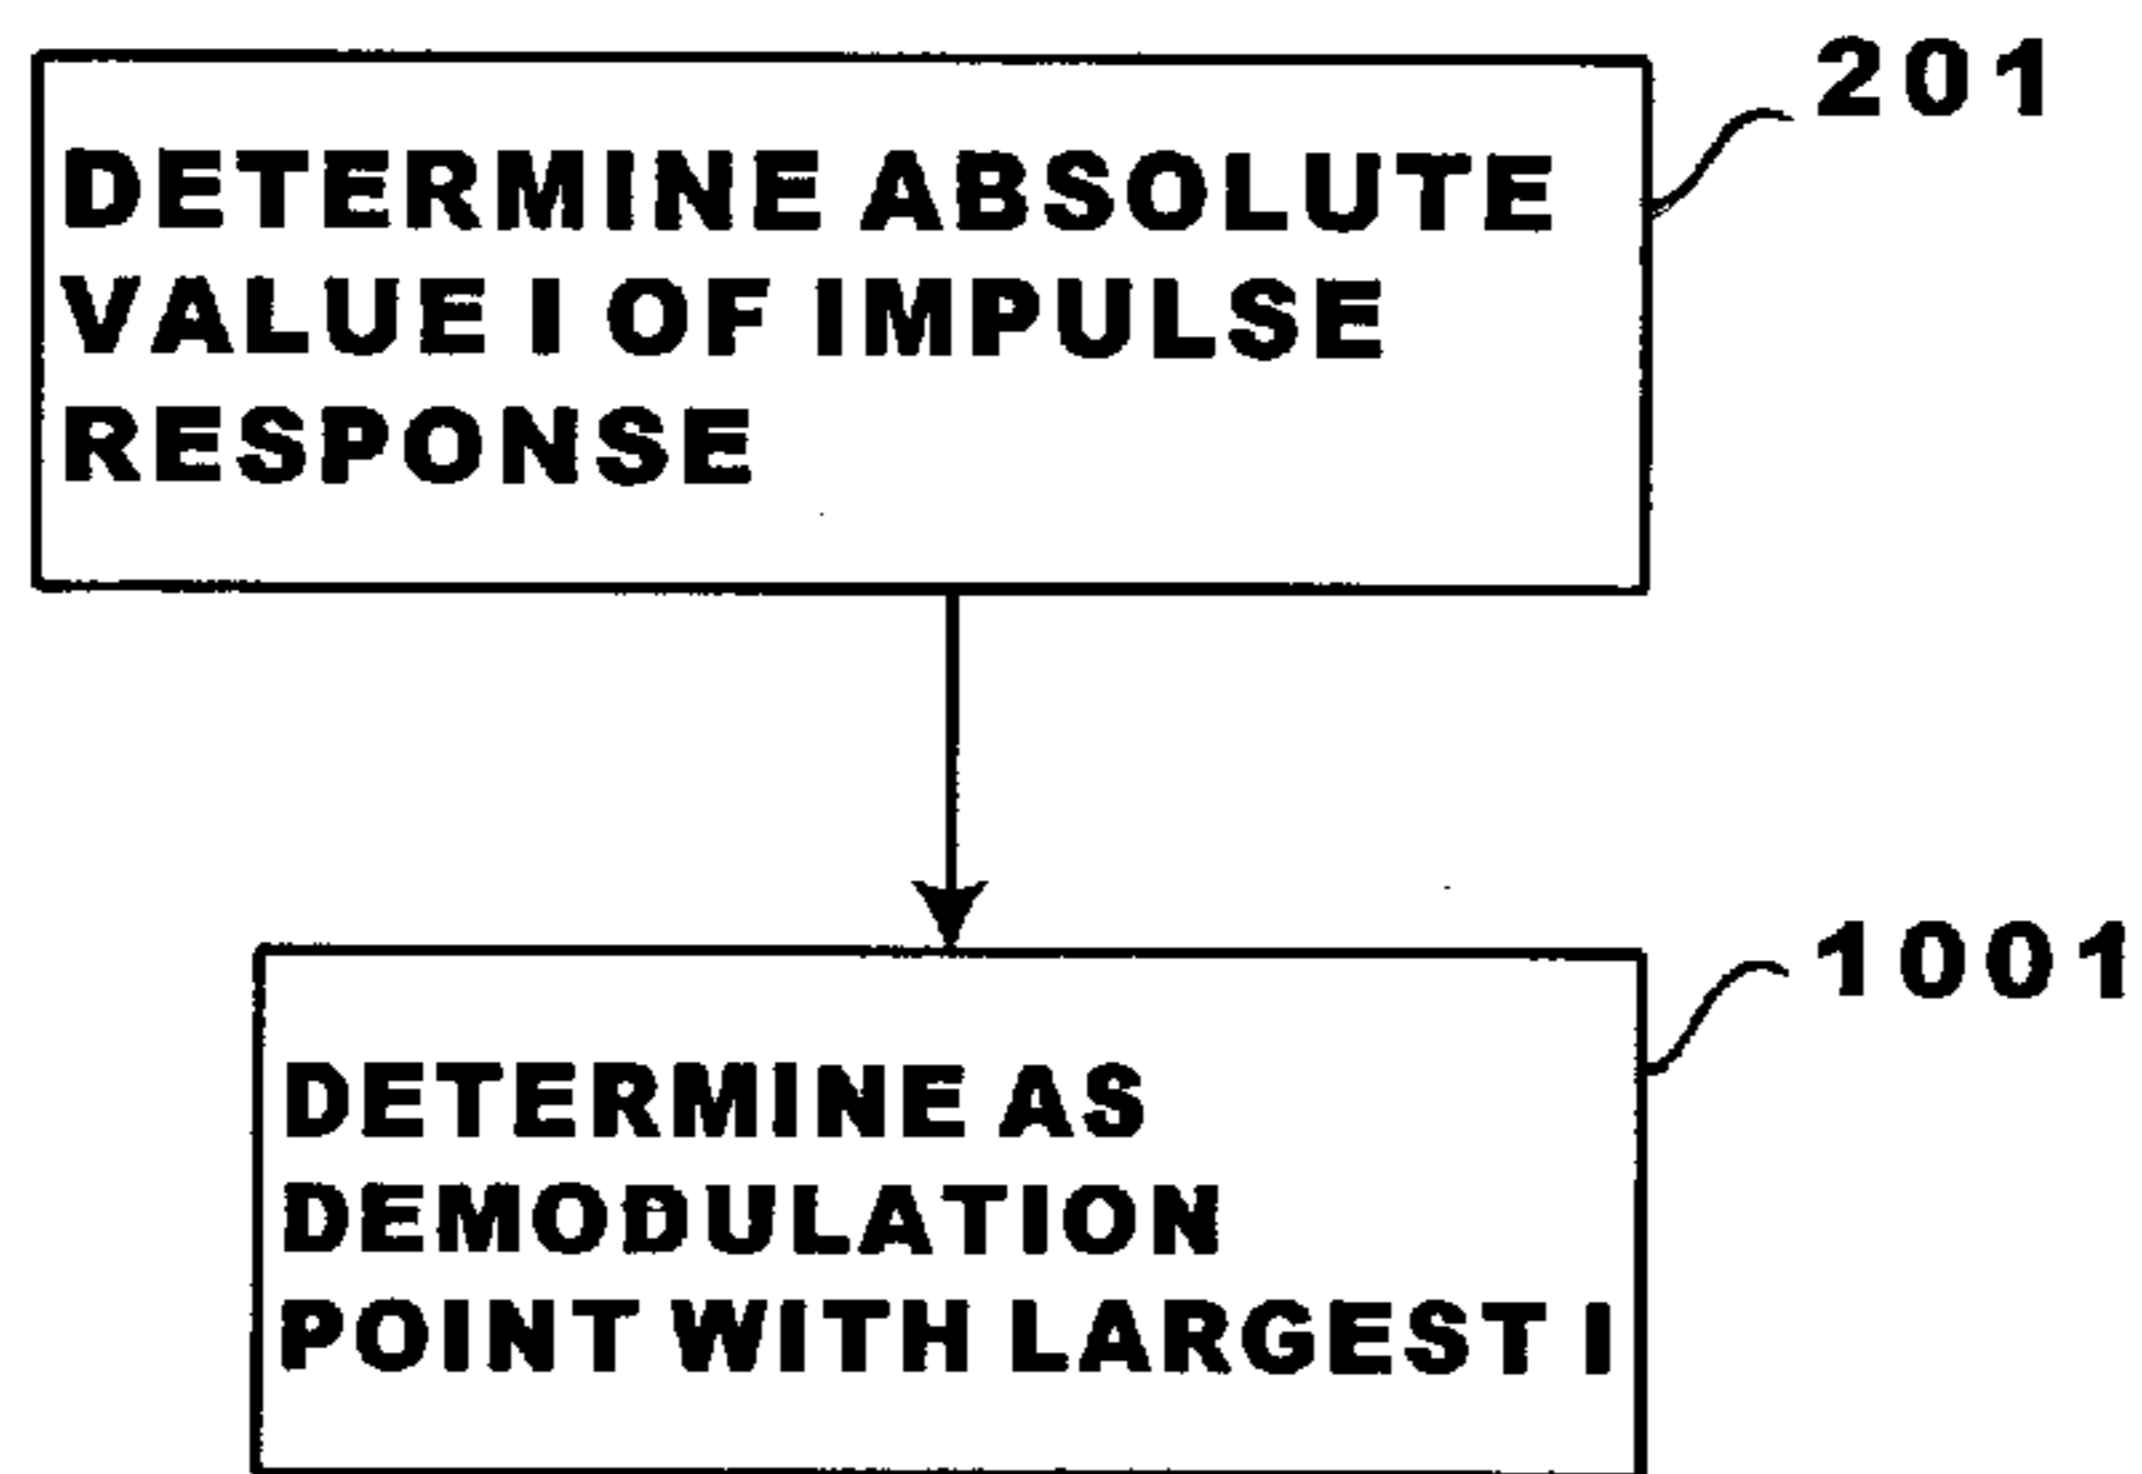 201
DETERMINE ABSOLUTE
VALUE I OF IMPULSE
RESPONSE
1001
DETERMINE AS
DEMODULATION
POINT WITH LARGEST I